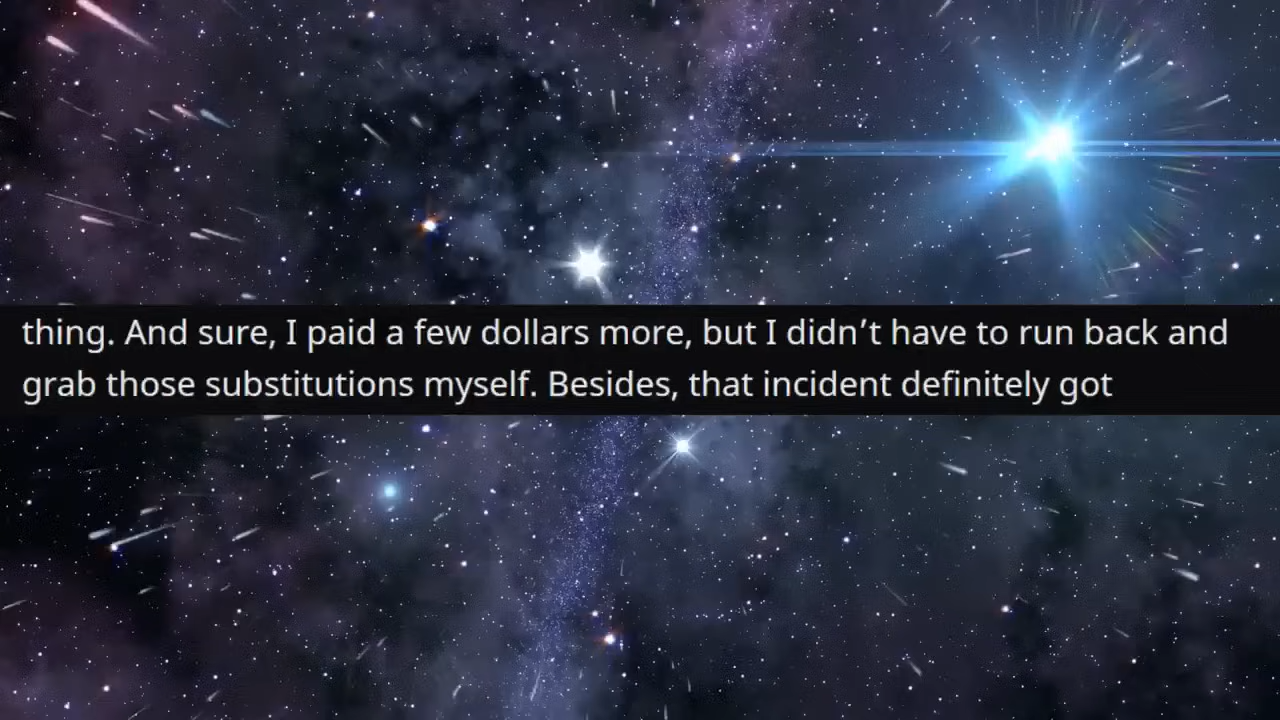 thing. And sure, I paid a few dollars more, but I didn’t have to run back and
grab those substitutions myself. Besides, that incident definitely got